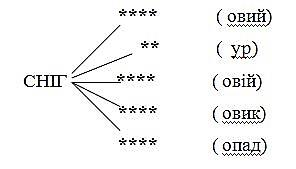 **** ( овий)
** ( ур)
СНІГ **** ( овій)
**** ( овик)
**** ( опад)